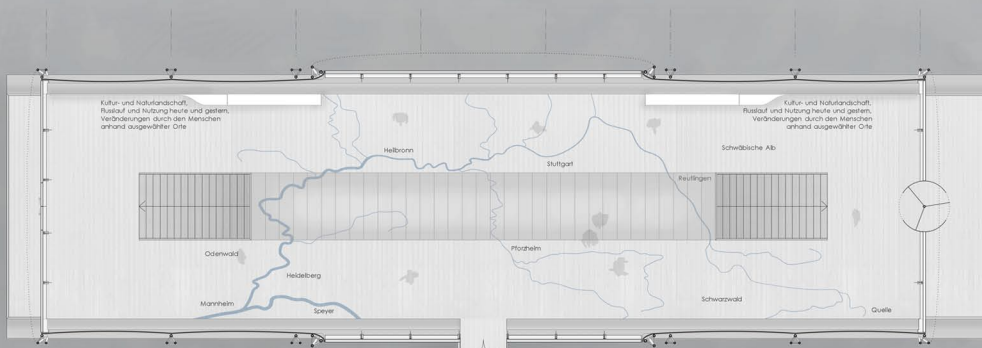 Kultur- und Naturlandschaft,
Flusslauf und Nutzung heute und gestern,
Veränderungen durch den Menschen
anhand ausgewählter Orte
Kultur- und Naturlandschaft,
Flusslauf und Nutzung heute und gestern,
Veränderungen durch den Menschen
anhand ausgewählter Orte
Heilbronn
Schwäbische Alb
Stuttgart
Reutlingen
Pforzheim
Odenwald
Heidelberg
Mannheim
Speyer
Schwarzwald
Quelle